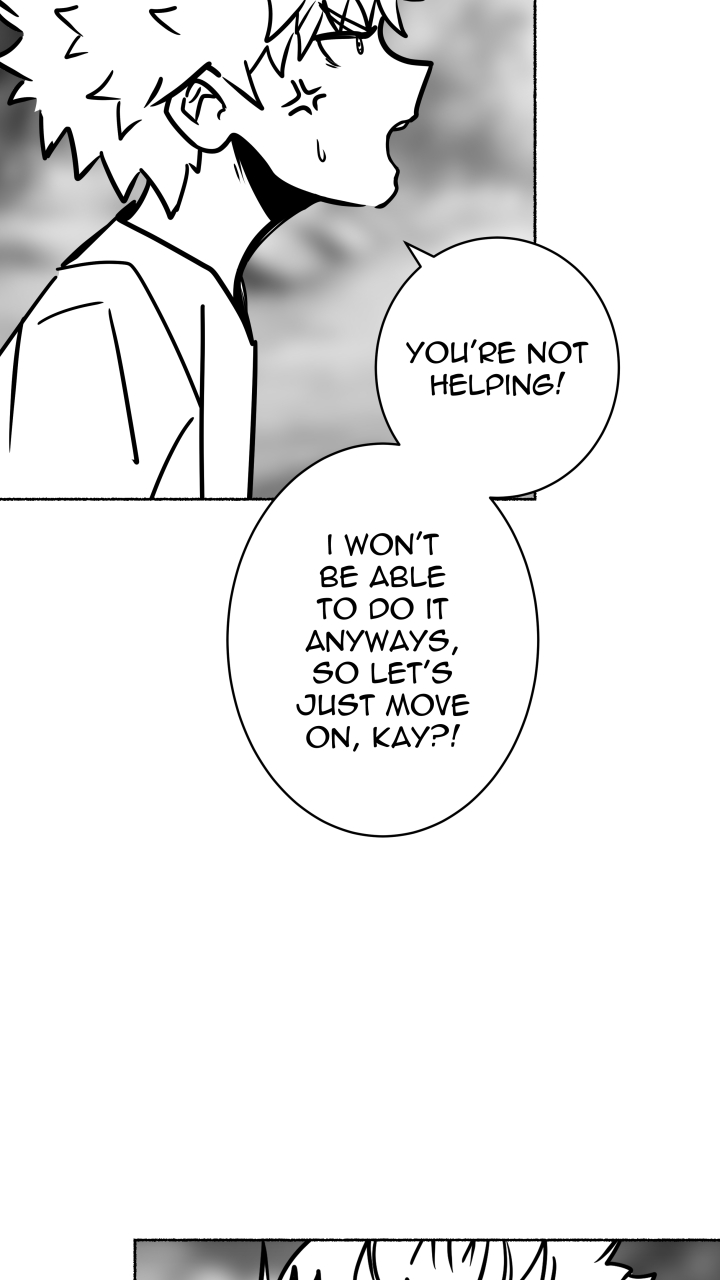 YOU'RE NOT
HELPING!
I WON'T
BE ABLE
TO DO IT
ANYWAYS,
SO LET'S
JUST MOVE
ON, KAY?!